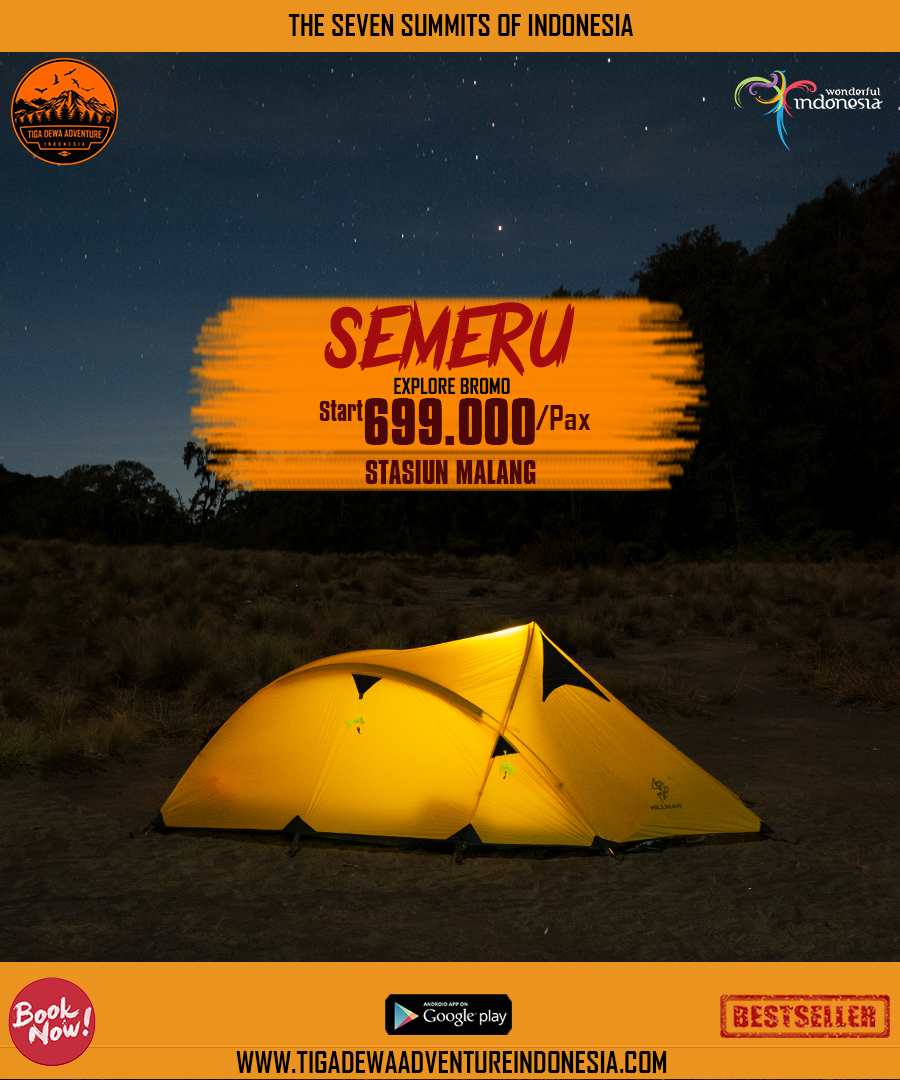 THE SEVEN SUMMITS OF INDONESIA
TIGA DEWA ADVENTURE
INDONESIA
wonderful
indonesia
SEMERU
EXPLORE BROMO
Start 699.000/Pax
STASIUN MALANG
HILLMAN
Book
Now!
ANDROID APP ON
Google play
BESTSELLER
WWW.TIGADEWAADVENTUREINDONESIA.COM